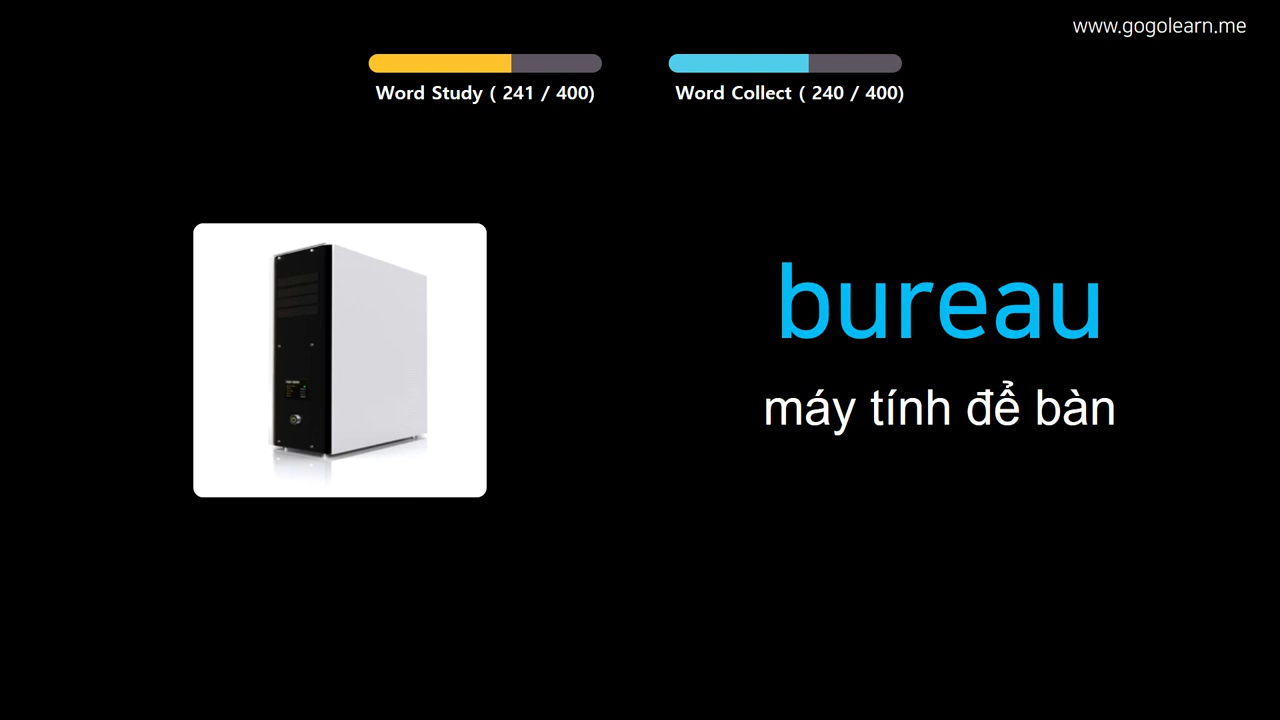 www.gogolearn.me
Word Study ( 241 / 400)
Word Collect ( 240 / 400)
bureau
máy tính để bàn